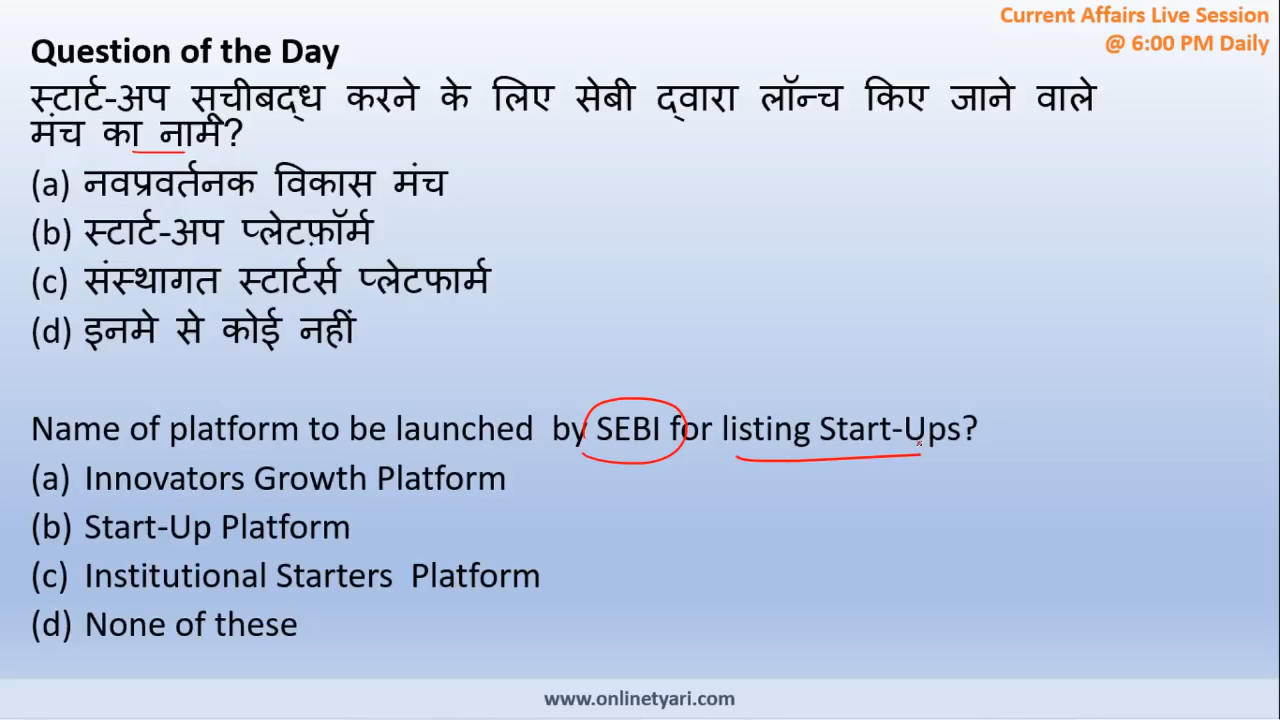 Current Affairs Live Session
@ 6:00 PM Daily
Question of the Day
स्टार्ट-अप सूचीबद्ध करने के लिए सेबी द्वारा लॉन्च किए जाने वाले
मंच का नाम?
(a) नवप्रवर्तनक विकास मंच
(b) स्टार्ट-अप प्लेटफ़ॉर्म
(c) संस्थागत स्टार्टर्स प्लेटफार्म
(d) इनमे से कोई नहीं
Name of platform to be launched by SEBI for listing Start-Ups?
(a) Innovators Growth Platform
(b) Start-Up Platform
(c) Institutional Starters Platform
(d) None of these
www.onlinetyari.com